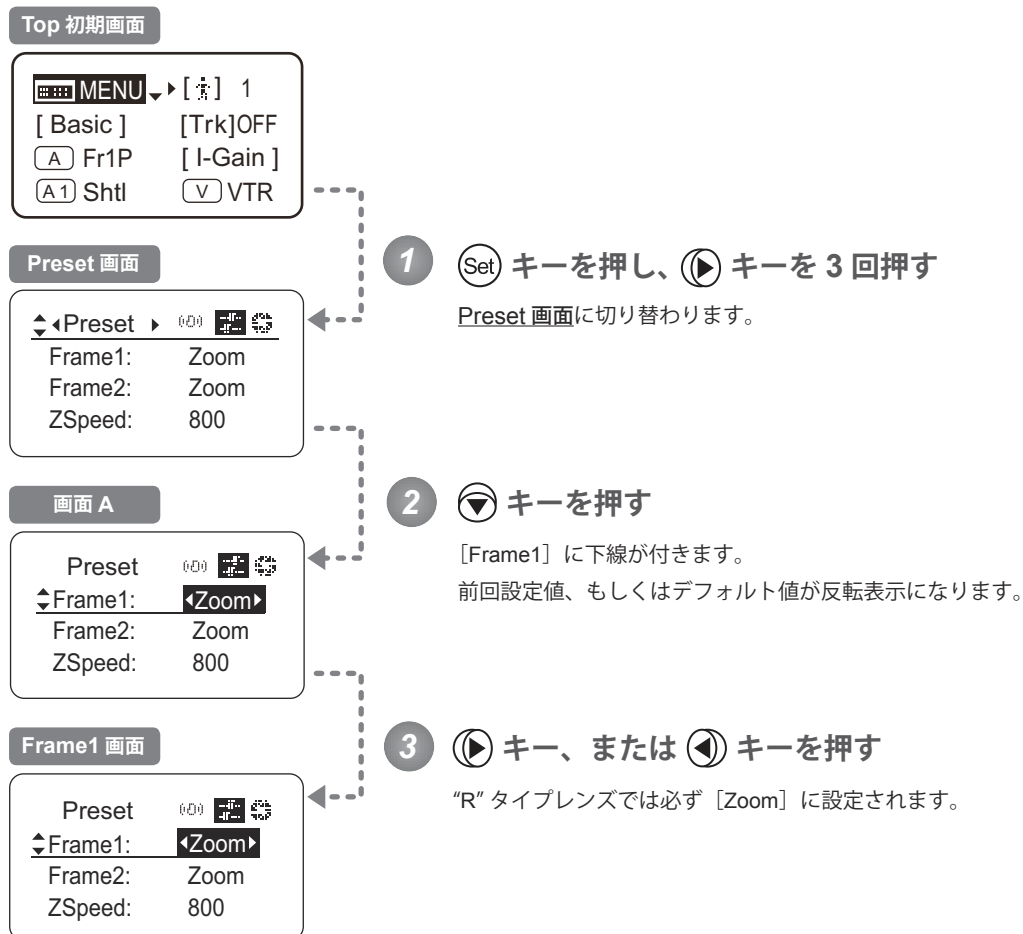 Top 初期画面
MENU [ ] 1
[ Basic ] [Trk]OFF
A Fr1P [ I-Gain ]
A 1 Shtl V VTR
Preset 画面
Preset
Frame1: Zoom
Frame2: Zoom
ZSpeed: 800
1 Set キーを押し、 キーを 3 回押す
Preset 画面に切り替わります。
画面 A
Preset
Frame1: Zoom
Frame2: Zoom
ZSpeed: 800
2 キーを押す
［Frame1］に下線が付きます。
前回設定値、もしくはデフォルト値が反転表示になります。
Frame1 画面
Preset
Frame1: Zoom
Frame2: Zoom
ZSpeed: 800
3 キー、または キーを押す
“R” タイプレンズでは必ず［Zoom］に設定されます。